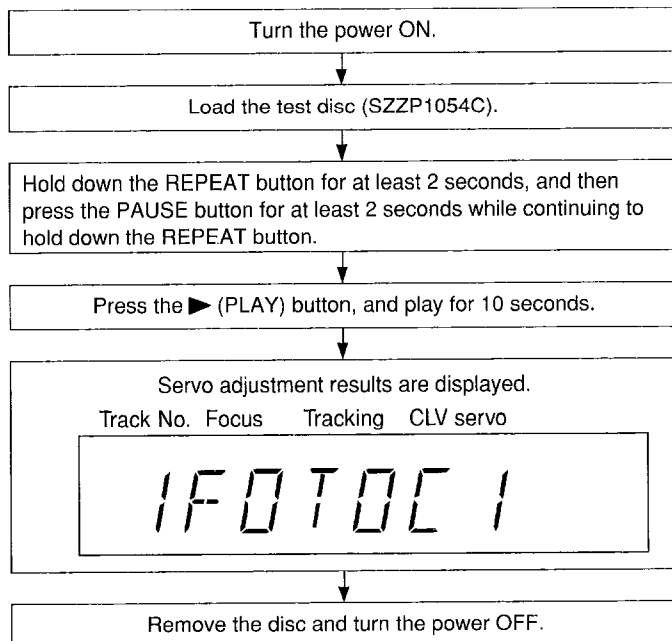 Turn the power ON.
Load the test disc (SZZP1054C).
Hold down the REPEAT button for at least 2 seconds, and then
press the PAUSE button for at least 2 seconds while continuing to
hold down the REPEAT button.
Press the ▶ (PLAY) button, and play for 10 seconds.
Servo adjustment results are displayed.
Track No. Focus Tracking CLV servo
1F0T0C1
Remove the disc and turn the power OFF.